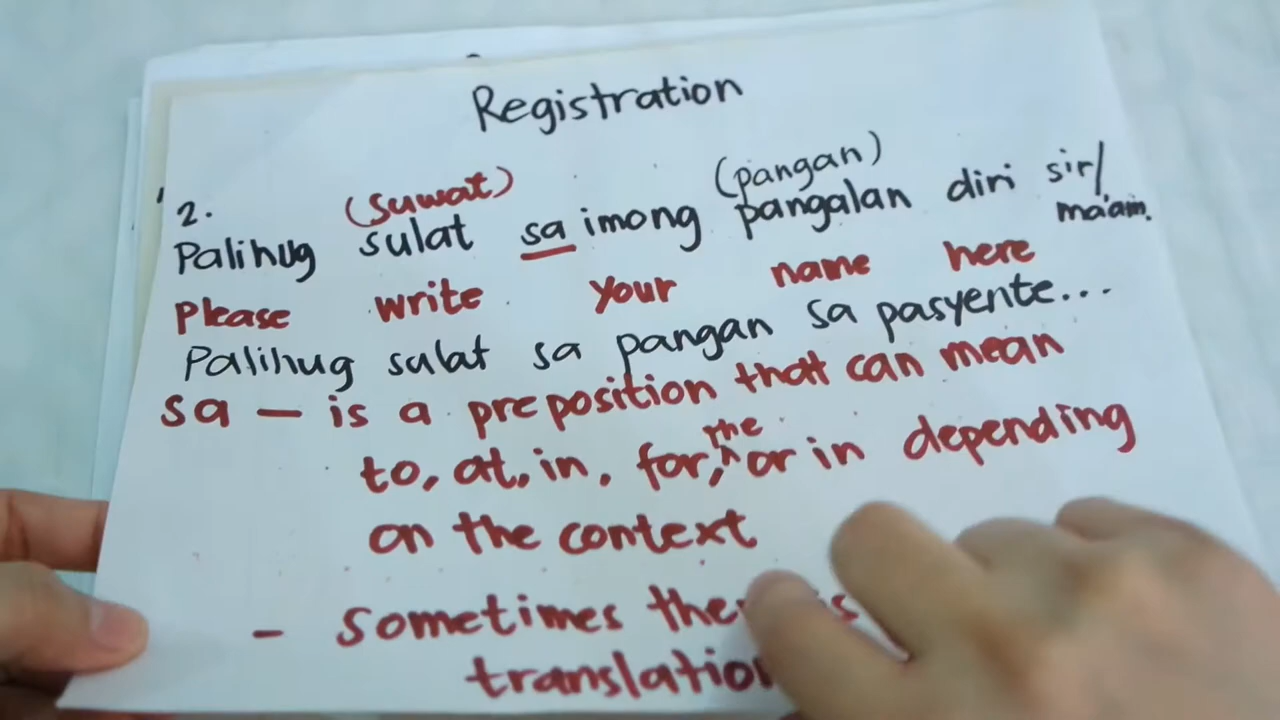 Registration
2.
(suwat) (pangan)
Palihug sulat sa imong pangalan diri sir/
ma'am.
Please write your name here
Palihug sulat sa pangan sa pasyente...
sa — is a preposition that can mean
the
to, at, in, for, ^ or in depending
on the context
- sometimes
translation